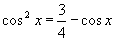 cos² x = 3/4 − cos x